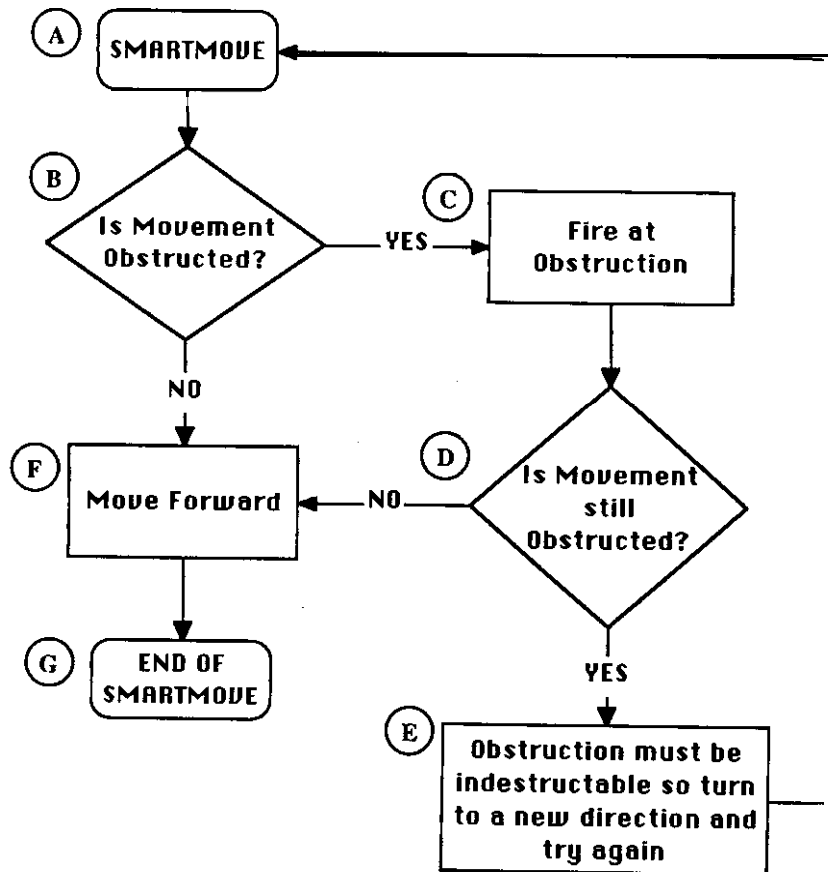 A
SMARTMOVE
B
Is Movement
Obstructed?
YES
C
Fire at
Obstruction
NO
D
Is Movement
still
Obstructed?
NO
F
Move Forward
G
END OF
SMARTMOVE
YES
E
Obstruction must be
indestructable so turn
to a new direction and
try again